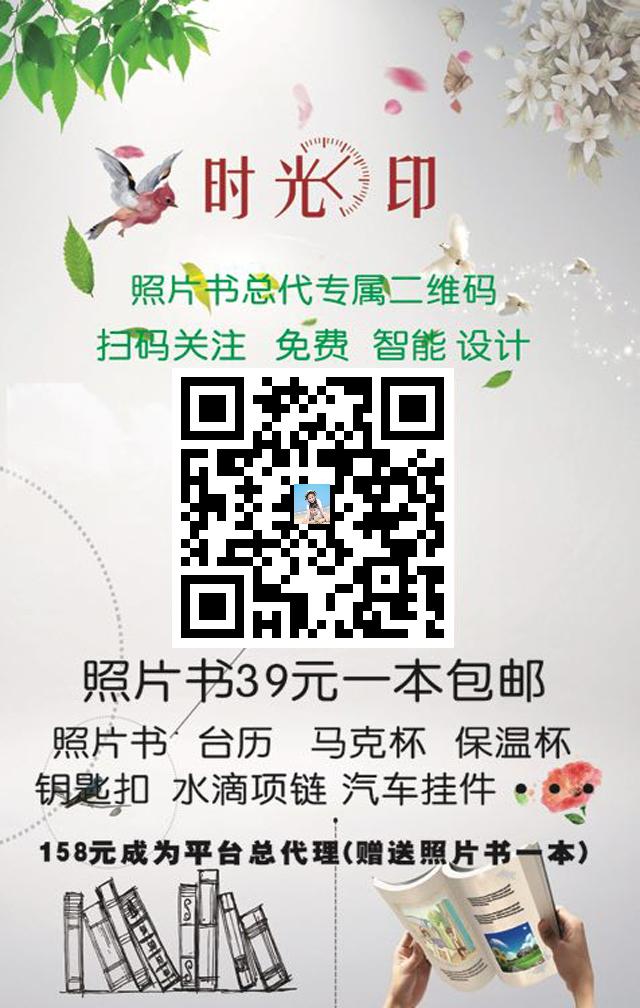 时光印
照片书总代专属二维码
扫码关注 免费 智能 设计
照片书39元一本包邮
照片书 台历 马克杯 保温杯
钥匙扣 水滴项链 汽车挂件
158元成为平台总代理(赠送照片书一本)